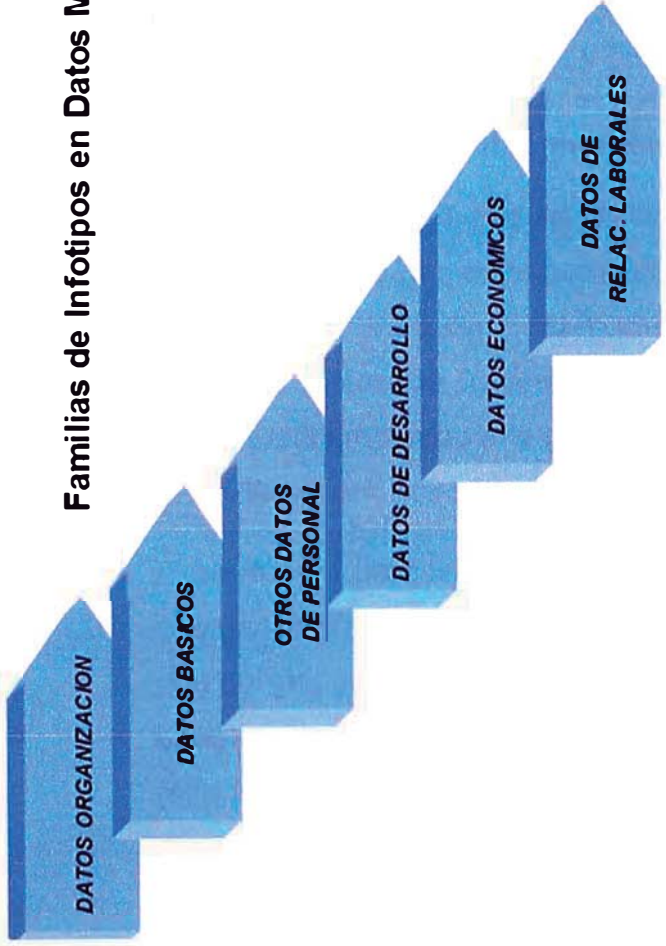 Familias de Infotipos en Datos M
DATOS ORGANIZACION
DATOS BASICOS
OTROS DATOS
DE PERSONAL
DATOS DE DESARROLLO
DATOS ECONOMICOS
DATOS DE
RELAC. LABORALES